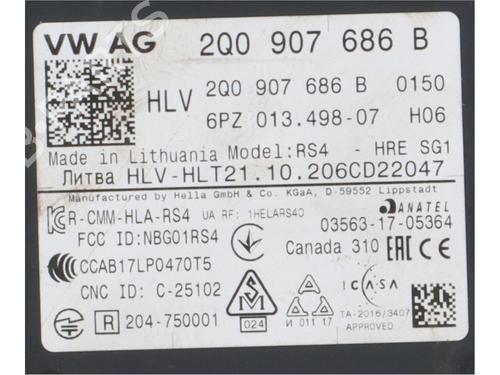 VW AG 2Q0 907 686 B
HLV 2Q0 907 686 B 0150
6PZ 013.498-07 H06
Made in Lithuania Model:RS4 - HRE SG1
Литва HLV-HLT21.10.206CD22047
Manufactured by Hella GmbH & Co. KGaA, D-59552 Lippstadt
R-CMM-HLA-RS4 UA RF: 1HELARS40 ANATEL
FCC ID:NBG01RS4 03563-17-05364
Canada 310 EAC CE
CCAB17LP0470T5
CNC ID: C-25102 ICASA
R 204-750001 024 И 011 17 TA-2016/3407
APPROVED